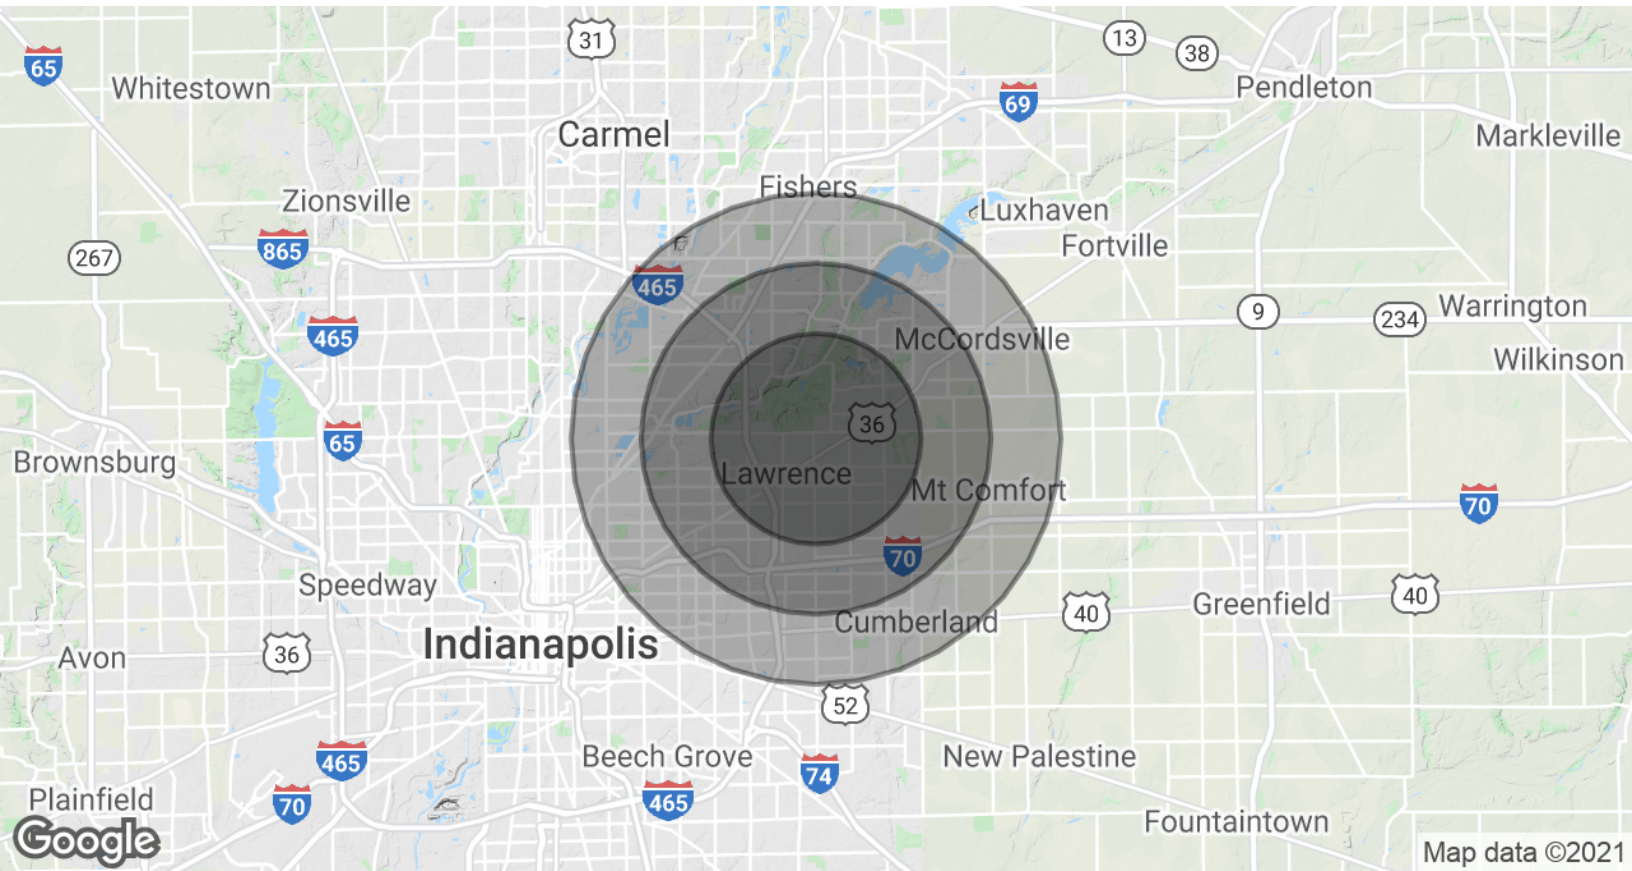 31
13
38
65
Whitestown
Pendleton
69
Carmel
Markleville
Fishers
Zionsville
Luxhaven
865
Fortville
267
465
Warrington
9
234
465
McCordsville
Wilkinson
36
65
Brownsburg
Lawrence
Mt Comfort
70
70
Speedway
40
Greenfield
40
Cumberland
Indianapolis
36
Avon
52
Beech Grove
New Palestine
465
74
Plainfield
70
465
Fountaintown
Google
Map data ©2021